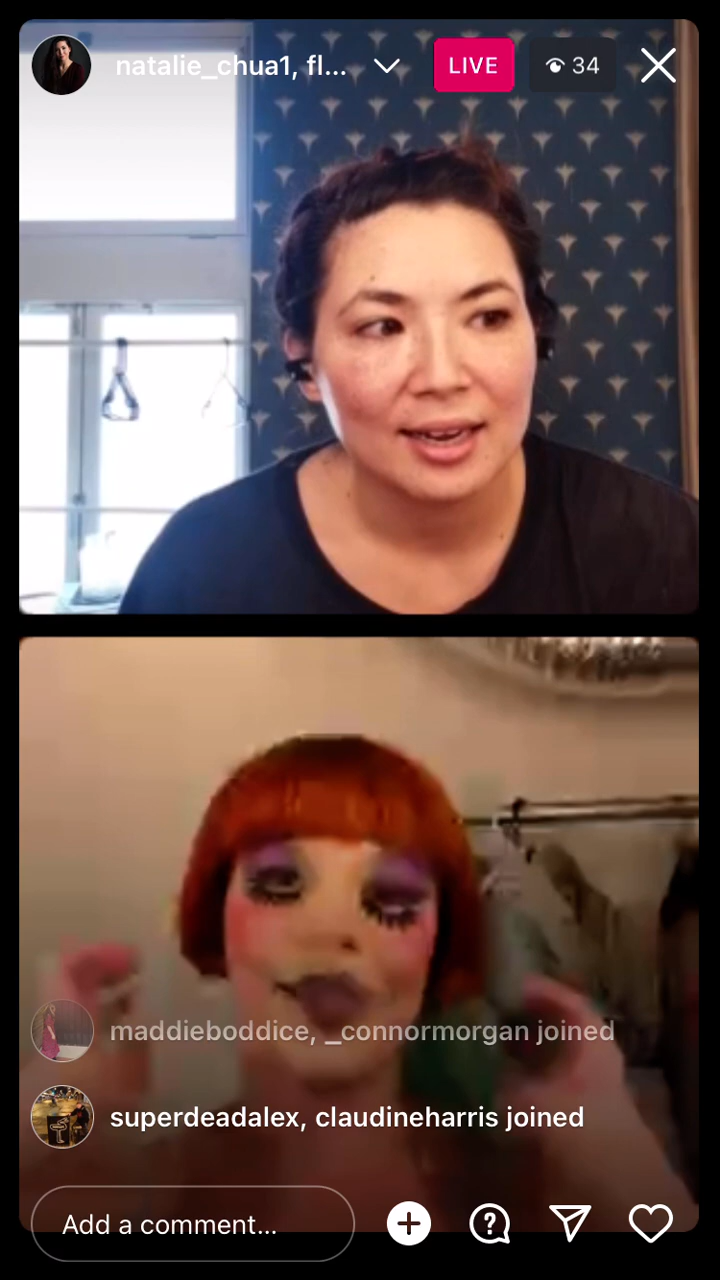 natalie_chua1, fl...
LIVE
34
maddieboddice, _connormorgan joined
superdeadalex, claudineharris joined
Add a comment...